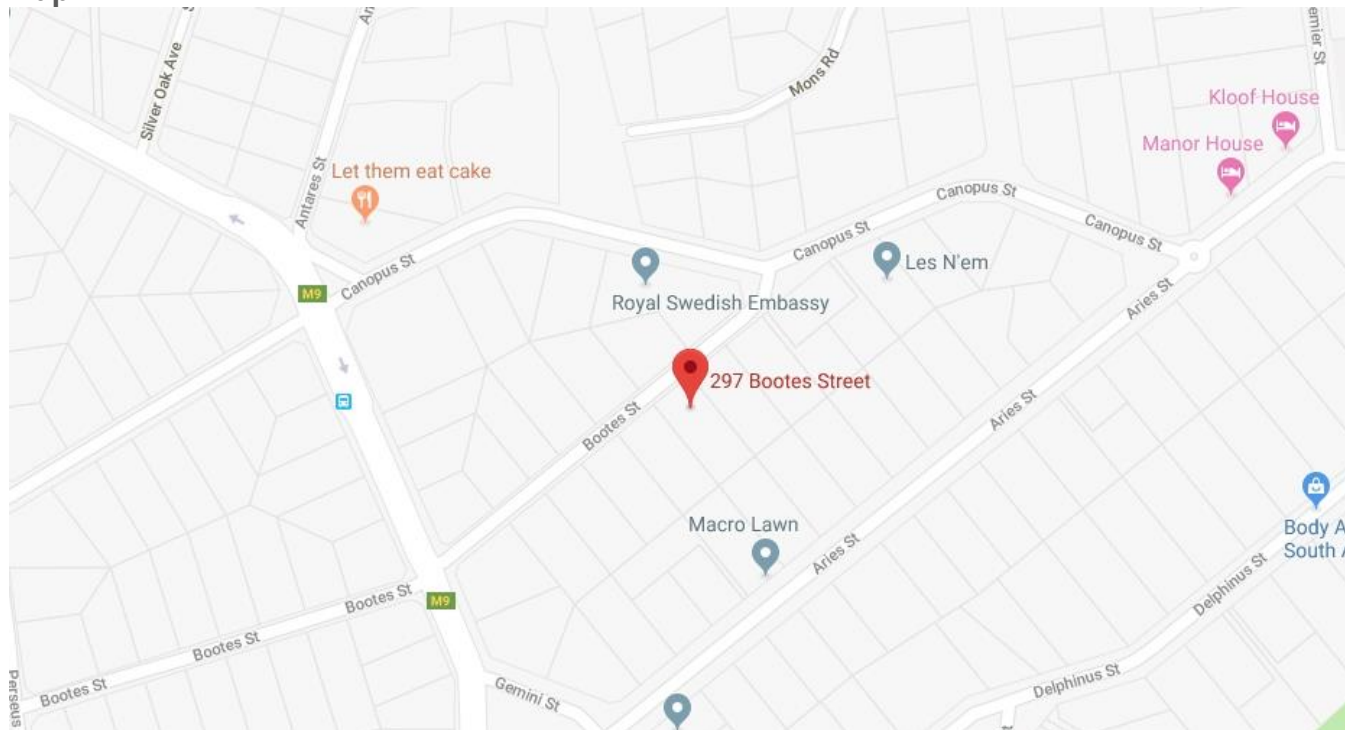 Silver Oak Ave
Antares St
Mons Rd
Kloof House
Manor House
Let them eat cake
Canopus St
Canopus St
Canopus St
Canopus St
Les N'em
Royal Swedish Embassy
M9
Aries St
297 Bootes Street
Aries St
Bootes St
Macro Lawn
Aries St
Body A
South A
Delphinus St
M9
Bootes St
Bootes St
Bootes St
Perseus
Gemini St
Delphinus St